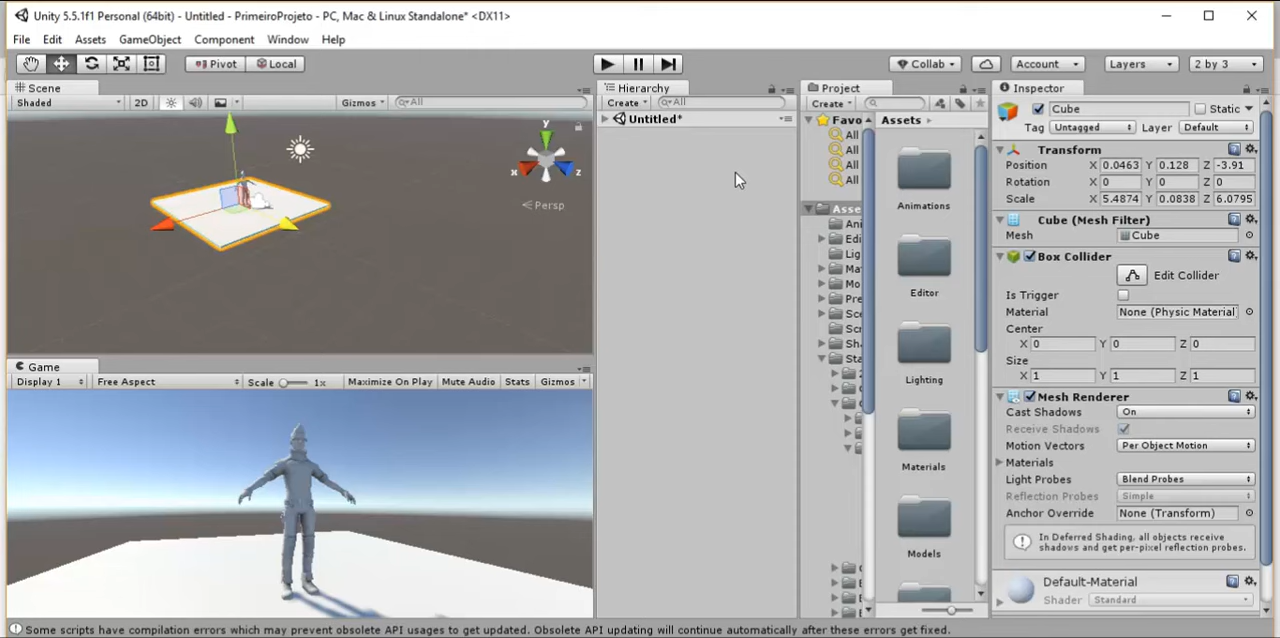 Unity 5.5.1f1 Personal (64bit) - Untitled - PrimeiroProjeto - PC, Mac & Linux Standalone* <DX11>
File Edit Assets GameObject Component Window Help
Pivot Local Collab Account Layers 2 by 3
Scene
Shaded 2D Gizmos All
y
x z
Persp
Game
Display 1 Free Aspect Scale 1x Maximize On Play Mute Audio Stats Gizmos
Hierarchy
Create All
Untitled*
Project
Create
Favo
All
All
All
All
Asse
Ani
Edi
Lig
Mat
Mo
Pre
Sce
Scr
Sha
Sta
2
Assets
Animations
Editor
Lighting
Materials
Models
Inspector
Cube Static
Tag Untagged Layer Default
Transform
Position X 0.0463 Y 0.128 Z -3.91
Rotation X 0 Y 0 Z 0
Scale X 5.4874 Y 0.0838 Z 6.0795
Cube (Mesh Filter)
Mesh Cube
Box Collider
Edit Collider
Is Trigger
Material None (Physic Material)
Center
X 0 Y 0 Z 0
Size
X 1 Y 1 Z 1
Mesh Renderer
Cast Shadows On
Receive Shadows
Motion Vectors Per Object Motion
Materials
Light Probes Blend Probes
Reflection Probes Simple
Anchor Override None (Transform)
In Deferred Shading, all objects receive
shadows and get per-pixel reflection probes.
Default-Material
Shader Standard
Some scripts have compilation errors which may prevent obsolete API usages to get updated. Obsolete API updating will continue automatically after these errors get fixed.